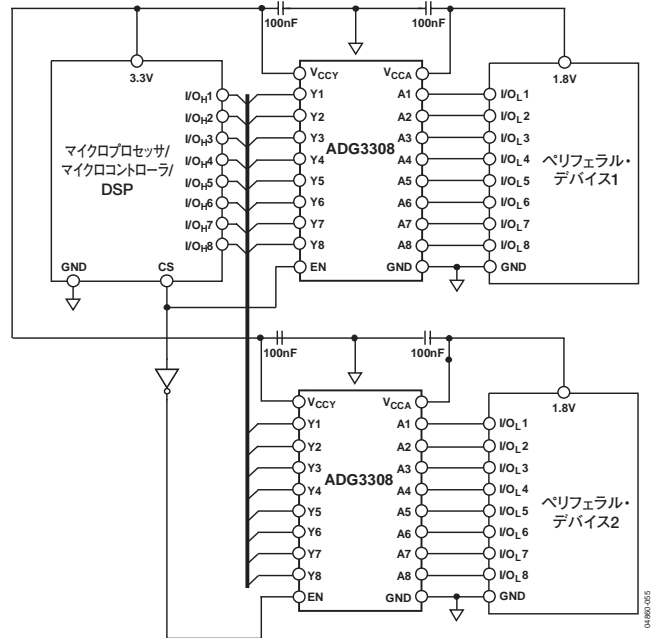 100nF
100nF
3.3V
マイクロプロセッサ/
マイクロコントローラ/
DSP
I/OH1
I/OH2
I/OH3
I/OH4
I/OH5
I/OH6
I/OH7
I/OH8
GND
CS
VCCY
Y1
Y2
Y3
Y4
Y5
Y6
Y7
Y8
EN
ADG3308
VCCA
A1
A2
A3
A4
A5
A6
A7
A8
GND
1.8V
I/OL1
I/OL2
I/OL3
I/OL4
I/OL5
I/OL6
I/OL7
I/OL8
GND
ペリフェラル・
デバイス1
100nF
100nF
VCCY
Y1
Y2
Y3
Y4
Y5
Y6
Y7
Y8
EN
ADG3308
VCCA
A1
A2
A3
A4
A5
A6
A7
A8
GND
1.8V
I/OL1
I/OL2
I/OL3
I/OL4
I/OL5
I/OL6
I/OL7
I/OL8
GND
ペリフェラル・
デバイス2
04860-055